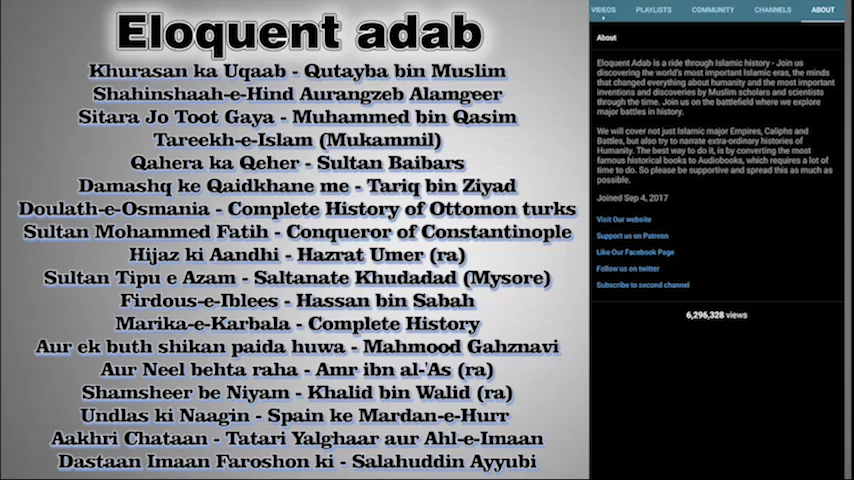 Eloquent adab
Khurasan ka Uqaab - Qutayba bin Muslim
Shahinshaah-e-Hind Aurangzeb Alamgeer
Sitara Jo Toot Gaya - Muhammed bin Qasim
Tareekh-e-Islam (Mukammil)
Qahera ka Qeher - Sultan Baibars
Damashq ke Qaidkhane me - Tariq bin Ziyad
Doulath-e-Osmania - Complete History of Ottomon turks
Sultan Mohammed Fatih - Conqueror of Constantinople
Hijaz ki Aandhi - Hazrat Umer (ra)
Sultan Tipu e Azam - Saltanate Khudadad (Mysore)
Firdous-e-Iblees - Hassan bin Sabah
Marika-e-Karbala - Complete History
Aur ek buth shikan paida huwa - Mahmood Gahznavi
Aur Neel behta raha - Amr ibn al-'As (ra)
Shamsheer be Niyam - Khalid bin Walid (ra)
Undlas ki Naagin - Spain ke Mardan-e-Hurr
Aakhri Chataan - Tatari Yalghaar aur Ahl-e-Imaan
Dastaan Imaan Faroshon ki - Salahuddin Ayyubi
VIDEOS PLAYLISTS COMMUNITY CHANNELS ABOUT
About
Eloquent Adab is a ride through Islamic history - Join us
discovering the world's most important Islamic eras, the minds
that changed everything about humanity and the most important
inventions and discoveries by Muslim scholars and scientists
through the time. Join us on the battlefield where we explore
major battles in history.
We will cover not just Islamic major Empires, Caliphs and
Battles, but also try to narrate extra-ordinary histories of
Humanity. The best way to do it, is by converting the most
famous historical books to Audiobooks, which requires a lot of
time to do. So please be supportive and spread this as much as
possible.
Joined Sep 4, 2017
Visit Our website
Support us on Patreon
Like Our Facebook Page
Follow us on twitter
Subscribe to second channel
6,296,328 views